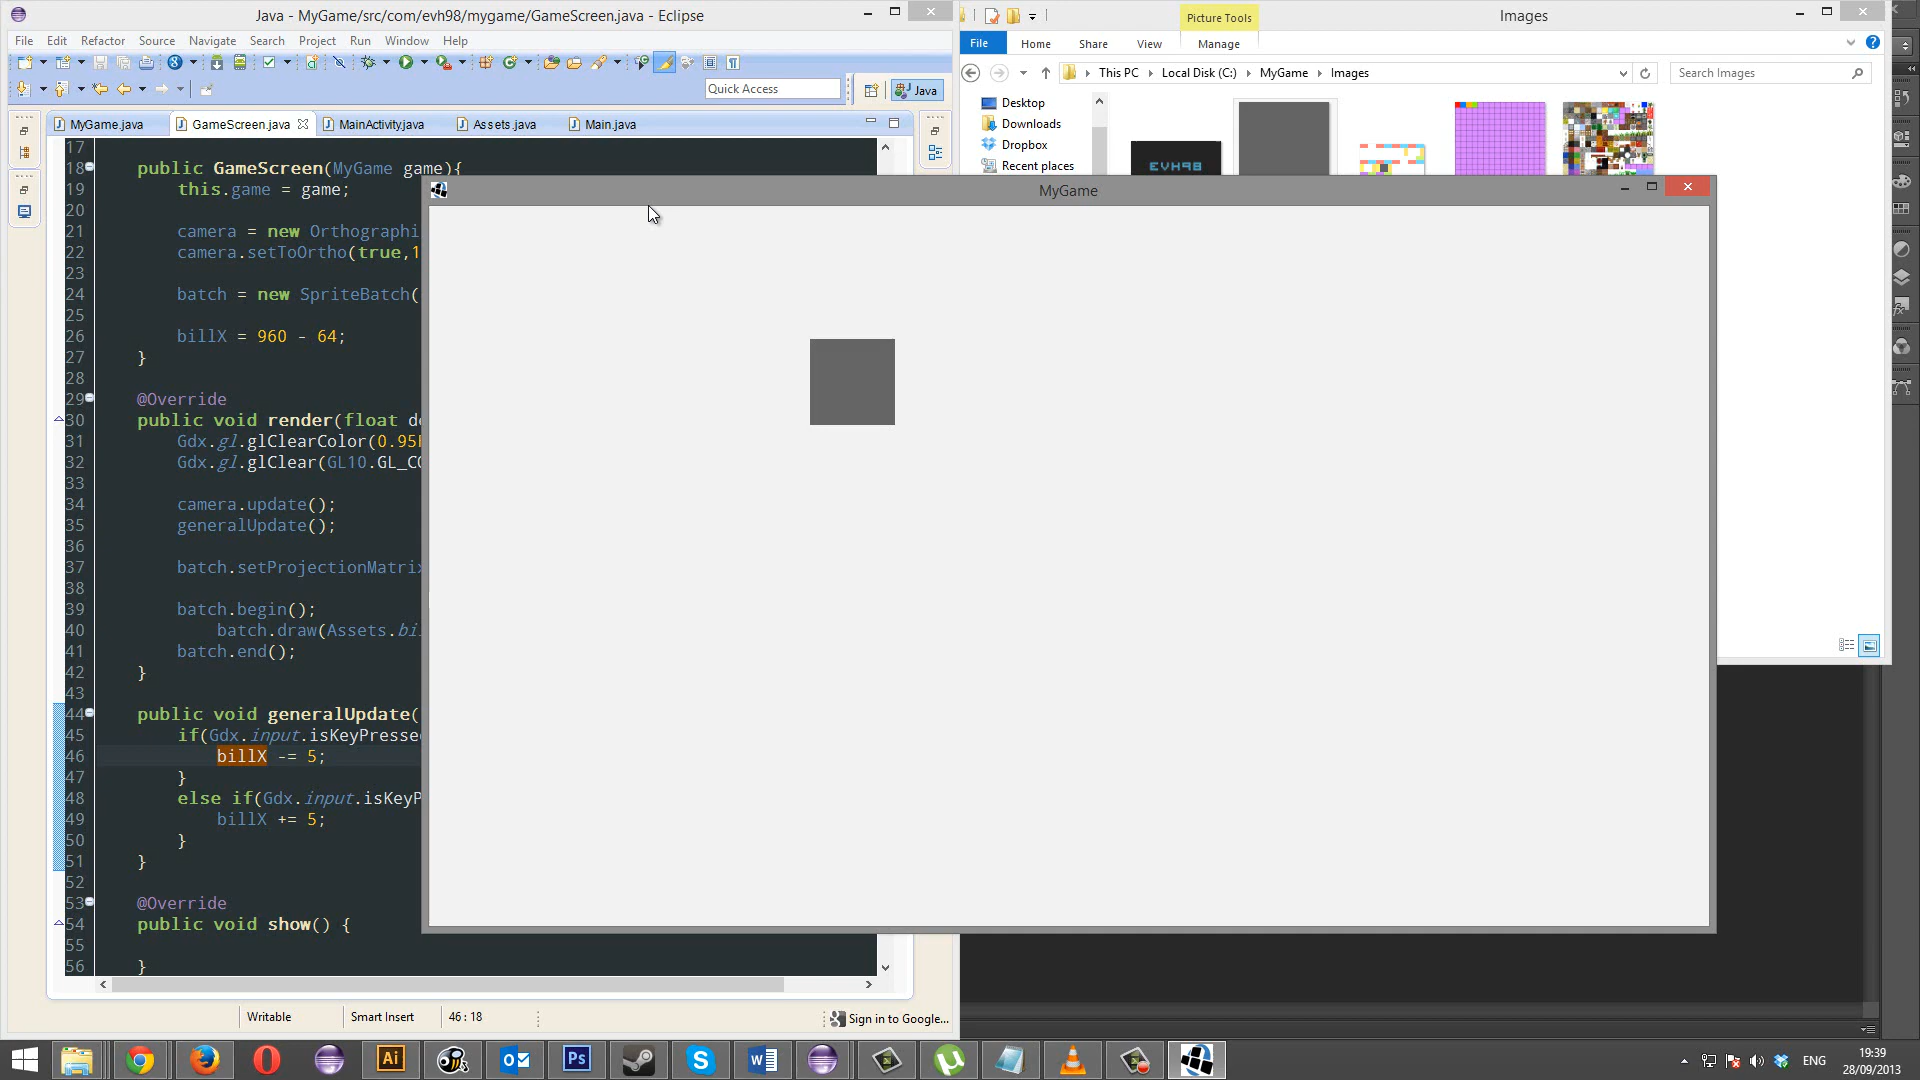 Java - MyGame/src/com/evh98/mygame/GameScreen.java - Eclipse
File Edit Refactor Source Navigate Search Project Run Window Help
Quick Access
Java
MyGame.java GameScreen.java MainActivity.java Assets.java Main.java
17
18 public GameScreen(MyGame game){
19 this.game = game;
20
21 camera = new Orthographi
22 camera.setToOrtho(true,1
23
24 batch = new SpriteBatch(
25
26 billX = 960 - 64;
27 }
28
29 @Override
30 public void render(float de
31 Gdx.gl.glClearColor(0.95
32 Gdx.gl.glClear(GL10.GL_CO
33
34 camera.update();
35 generalUpdate();
36
37 batch.setProjectionMatrix
38
39 batch.begin();
40 batch.draw(Assets.bi
41 batch.end();
42 }
43
44 public void generalUpdate(
45 if(Gdx.input.isKeyPresse
46 billX -= 5;
47 }
48 else if(Gdx.input.isKeyP
49 billX += 5;
50 }
51 }
52
53 @Override
54 public void show() {
55
56 }
Writable Smart Insert 46 : 18 Sign in to Google...
Picture Tools Images
File Home Share View Manage
This PC Local Disk (C:) MyGame Images
Search Images
Desktop
Downloads
Dropbox
Recent places
EVH98
MyGame
Ai Ps
ENG
19:39
28/09/2013